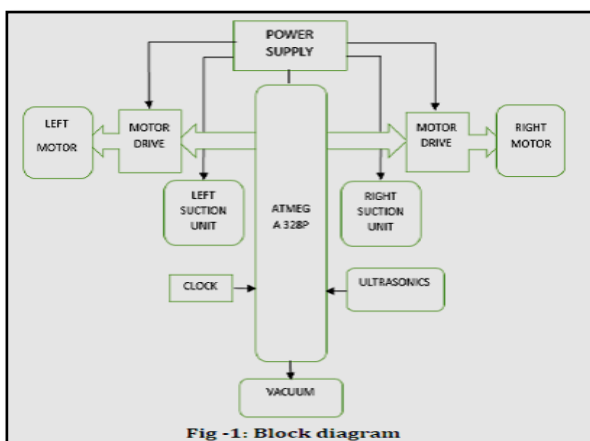 POWER
SUPPLY
LEFT
MOTOR
MOTOR
DRIVE
MOTOR
DRIVE
RIGHT
MOTOR
LEFT
SUCTION
UNIT
ATMEG
A 328P
RIGHT
SUCTION
UNIT
CLOCK
ULTRASONICS
VACUUM
Fig -1: Block diagram